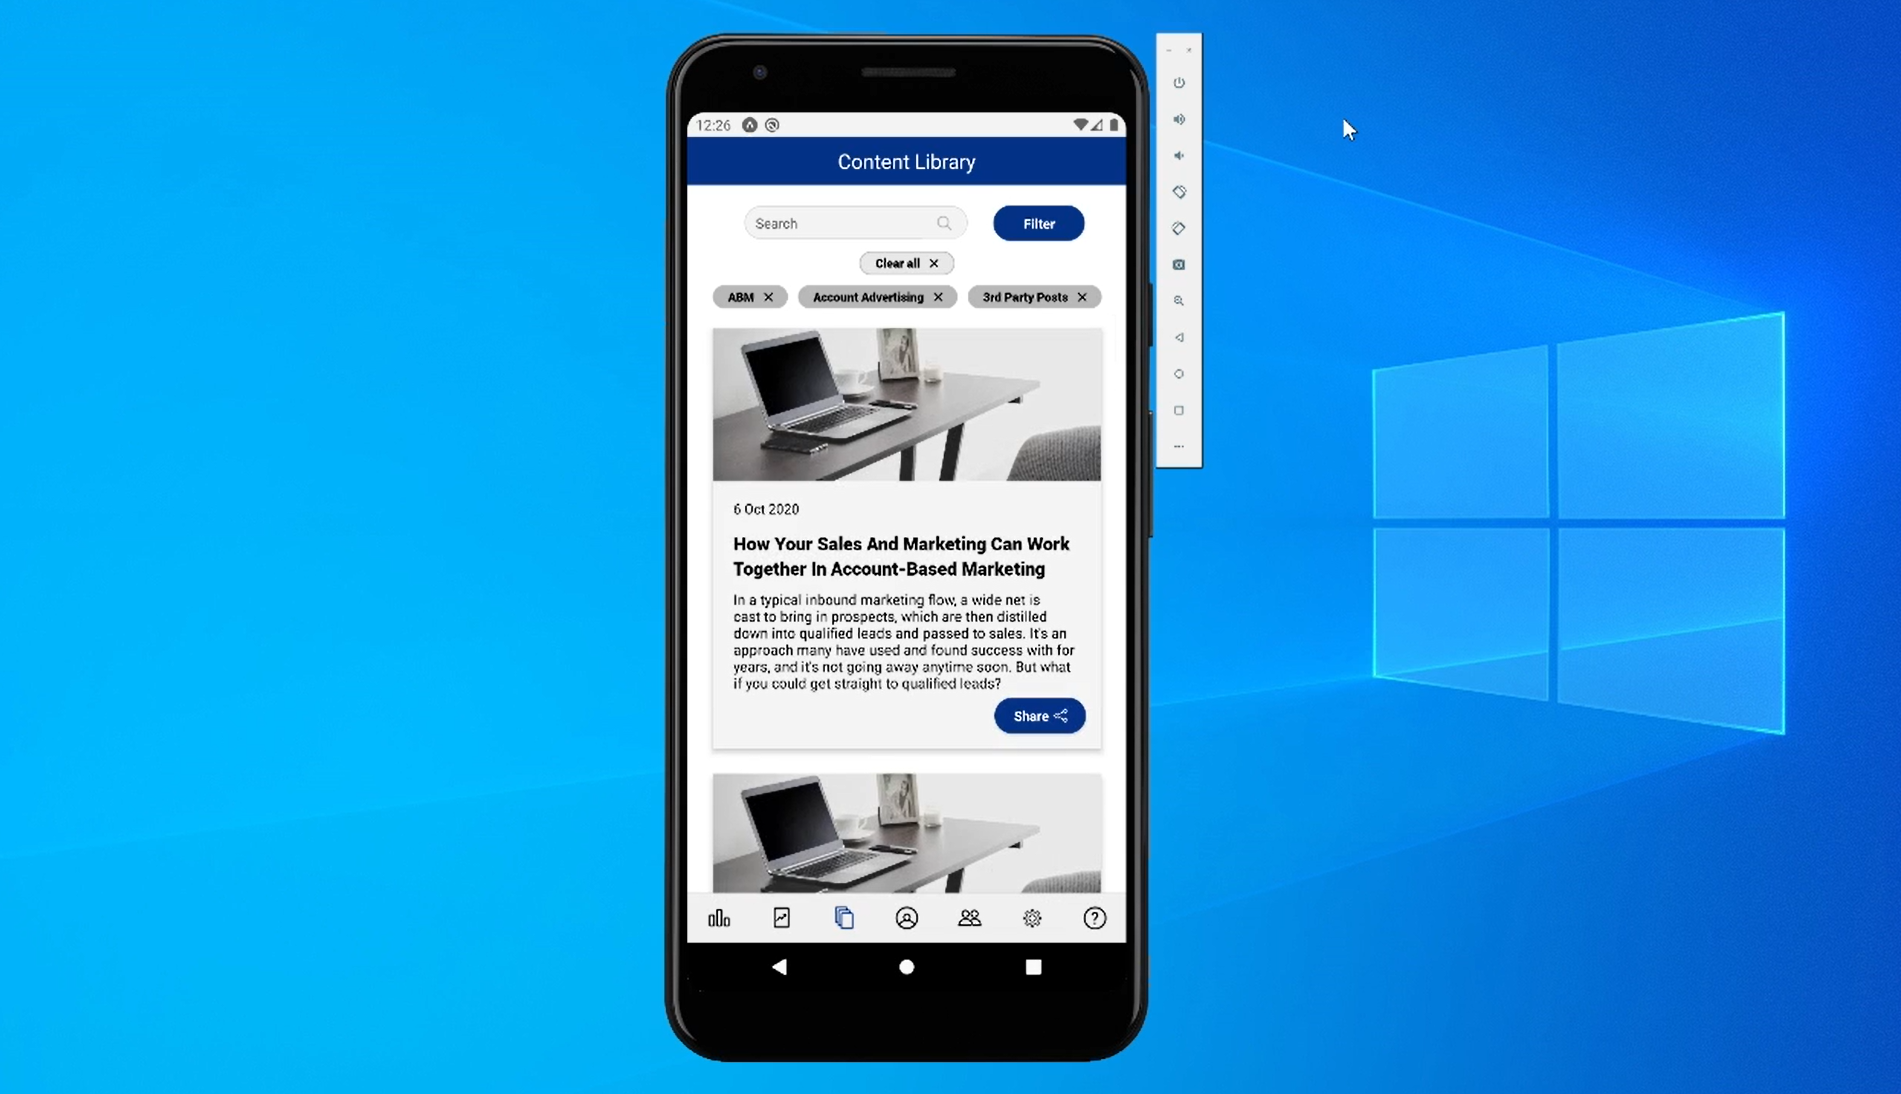 12:26
Content Library
Search
Filter
Clear all
ABM Account Advertising 3rd Party Posts
6 Oct 2020
How Your Sales And Marketing Can Work
Together In Account-Based Marketing
In a typical inbound marketing flow, a wide net is
cast to bring in prospects, which are then distilled
down into qualified leads and passed to sales. It's an
approach many have used and found success with for
years, and it's not going away anytime soon. But what
if you could get straight to qualified leads?
Share